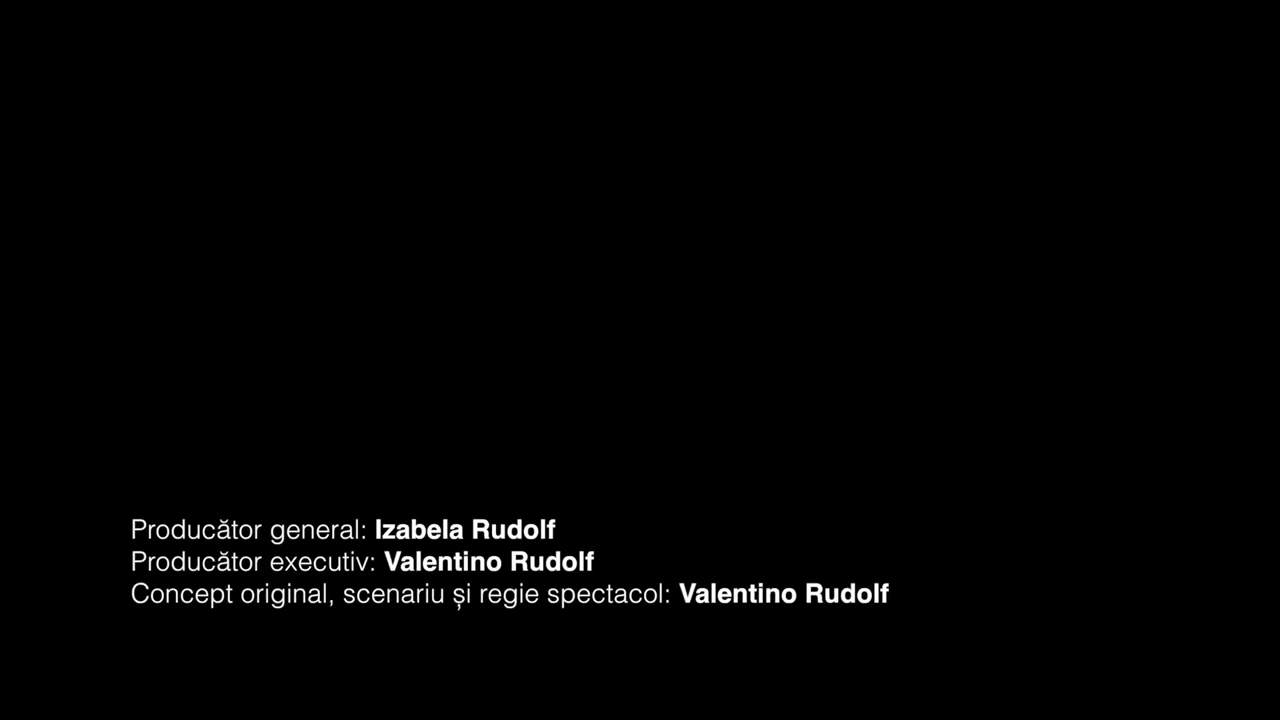 Producător general: Izabela Rudolf
Producător executiv: Valentino Rudolf
Concept original, scenariu și regie spectacol: Valentino Rudolf